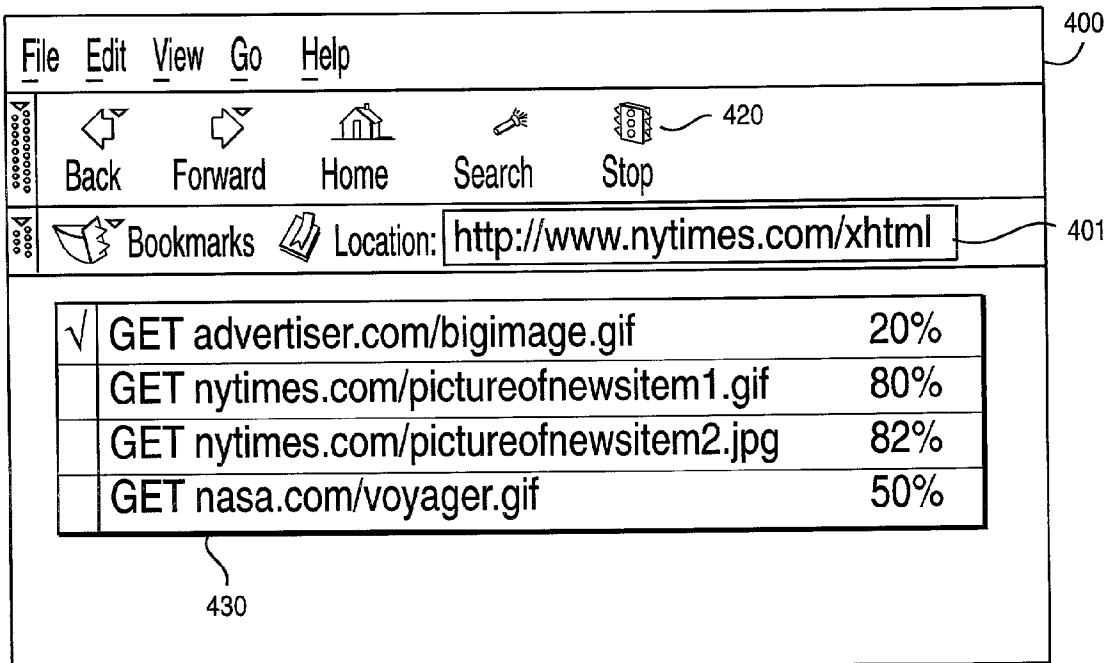 400
File Edit View Go Help
420
Back Forward Home Search Stop
Bookmarks Location: http://www.nytimes.com/xhtml
401
√ GET advertiser.com/bigimage.gif 20%
GET nytimes.com/pictureofnewsitem1.gif 80%
GET nytimes.com/pictureofnewsitem2.jpg 82%
GET nasa.com/voyager.gif 50%
430